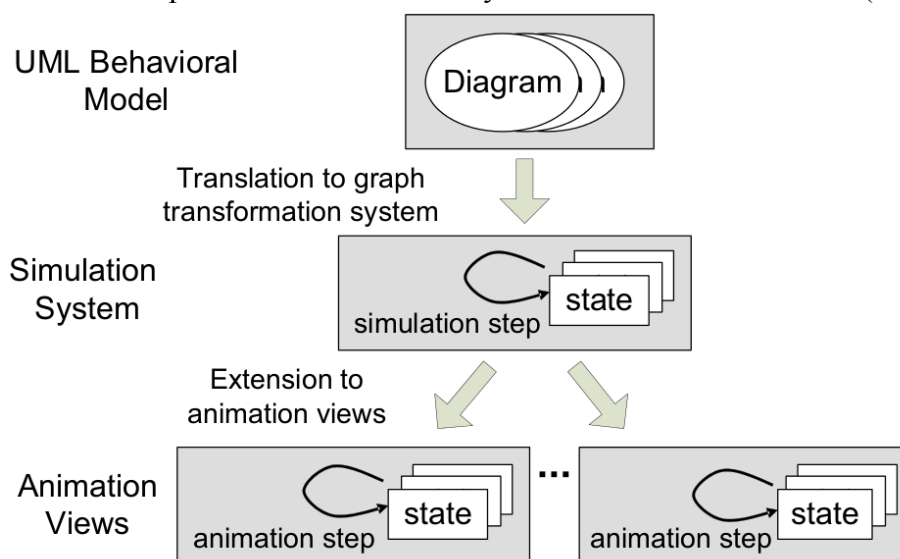 UML Behavioral
Model
Diagram
Translation to graph
transformation system
Simulation
System
state
simulation step
Extension to
animation views
Animation
Views
state
animation step
...
state
animation step